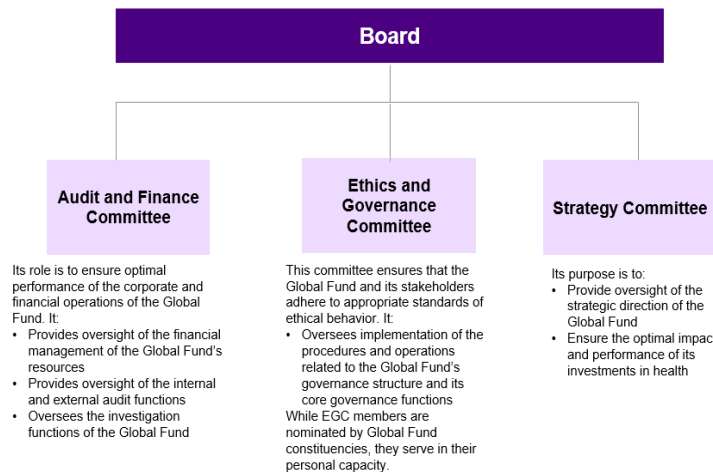 Board
Audit and Finance
Committee
Its role is to ensure optimal
performance of the corporate and
financial operations of the Global
Fund. It:
• Provides oversight of the financial
management of the Global Fund's
resources
• Provides oversight of the internal
and external audit functions
• Oversees the investigation
functions of the Global Fund
Ethics and
Governance
Committee
This committee ensures that the
Global Fund and its stakeholders
adhere to appropriate standards of
ethical behavior. It:
• Oversees implementation of the
procedures and operations
related to the Global Fund's
governance structure and its
core governance functions
While EGC members are
nominated by Global Fund
constituencies, they serve in their
personal capacity.
Strategy Committee
Its purpose is to:
• Provide oversight of the
strategic direction of the
Global Fund
• Ensure the optimal impac
and performance of its
investments in health